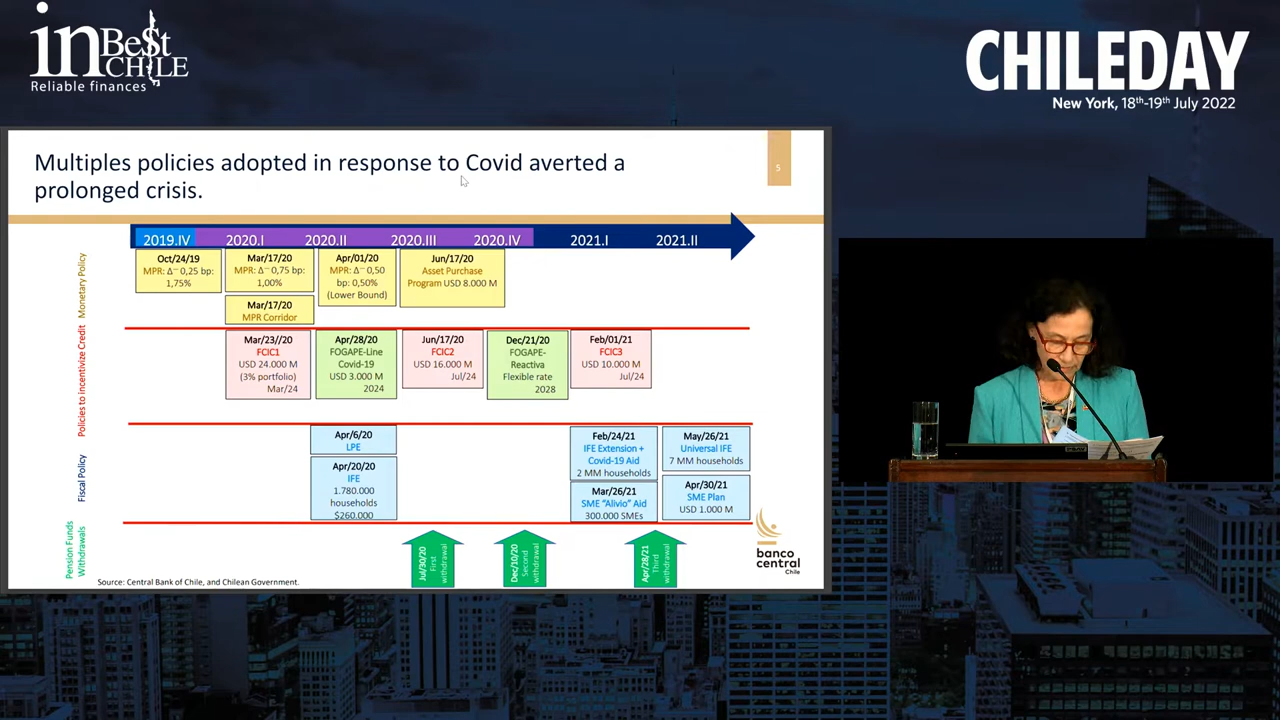 inBe$t
CHILE
Reliable finances
CHILEDAY
New York, 18th-19th July 2022
Multiples policies adopted in response to Covid averted a
prolonged crisis.
5
2019.IV 2020.I 2020.II 2020.III 2020.IV 2021.I 2021.II
Monetary Policy
Oct/24/19
MPR: Δ⁻ 0,25 bp:
1,75%
Mar/17/20
MPR: Δ⁻ 0,75 bp:
1,00%
Mar/17/20
MPR Corridor
Apr/01/20
MPR: Δ⁻ 0,50
bp: 0,50%
(Lower Bound)
Jun/17/20
Asset Purchase
Program USD 8.000 M
Policies to incentivize Credit
Mar/23//20
FCIC1
USD 24.000 M
(3% portfolio)
Mar/24
Apr/28/20
FOGAPE-Line
Covid-19
USD 3.000 M
2024
Jun/17/20
FCIC2
USD 16.000 M
Jul/24
Dec/21/20
FOGAPE-
Reactiva
Flexible rate
2028
Feb/01/21
FCIC3
USD 10.000 M
Jul/24
Fiscal Policy
Apr/6/20
LPE
Apr/20/20
IFE
1.780.000
households
$260.000
Feb/24/21
IFE Extension +
Covid-19 Aid
2 MM households
Mar/26/21
SME "Alivio" Aid
300.000 SMEs
May/26/21
Universal IFE
7 MM households
Apr/30/21
SME Plan
USD 1.000 M
Pension Funds
Withdrawals
Jul/30/20
First
withdrawal
Dec/10/20
Second
withdrawal
Apr/28/21
Third
withdrawal
banco
central
Chile
Source: Central Bank of Chile, and Chilean Government.